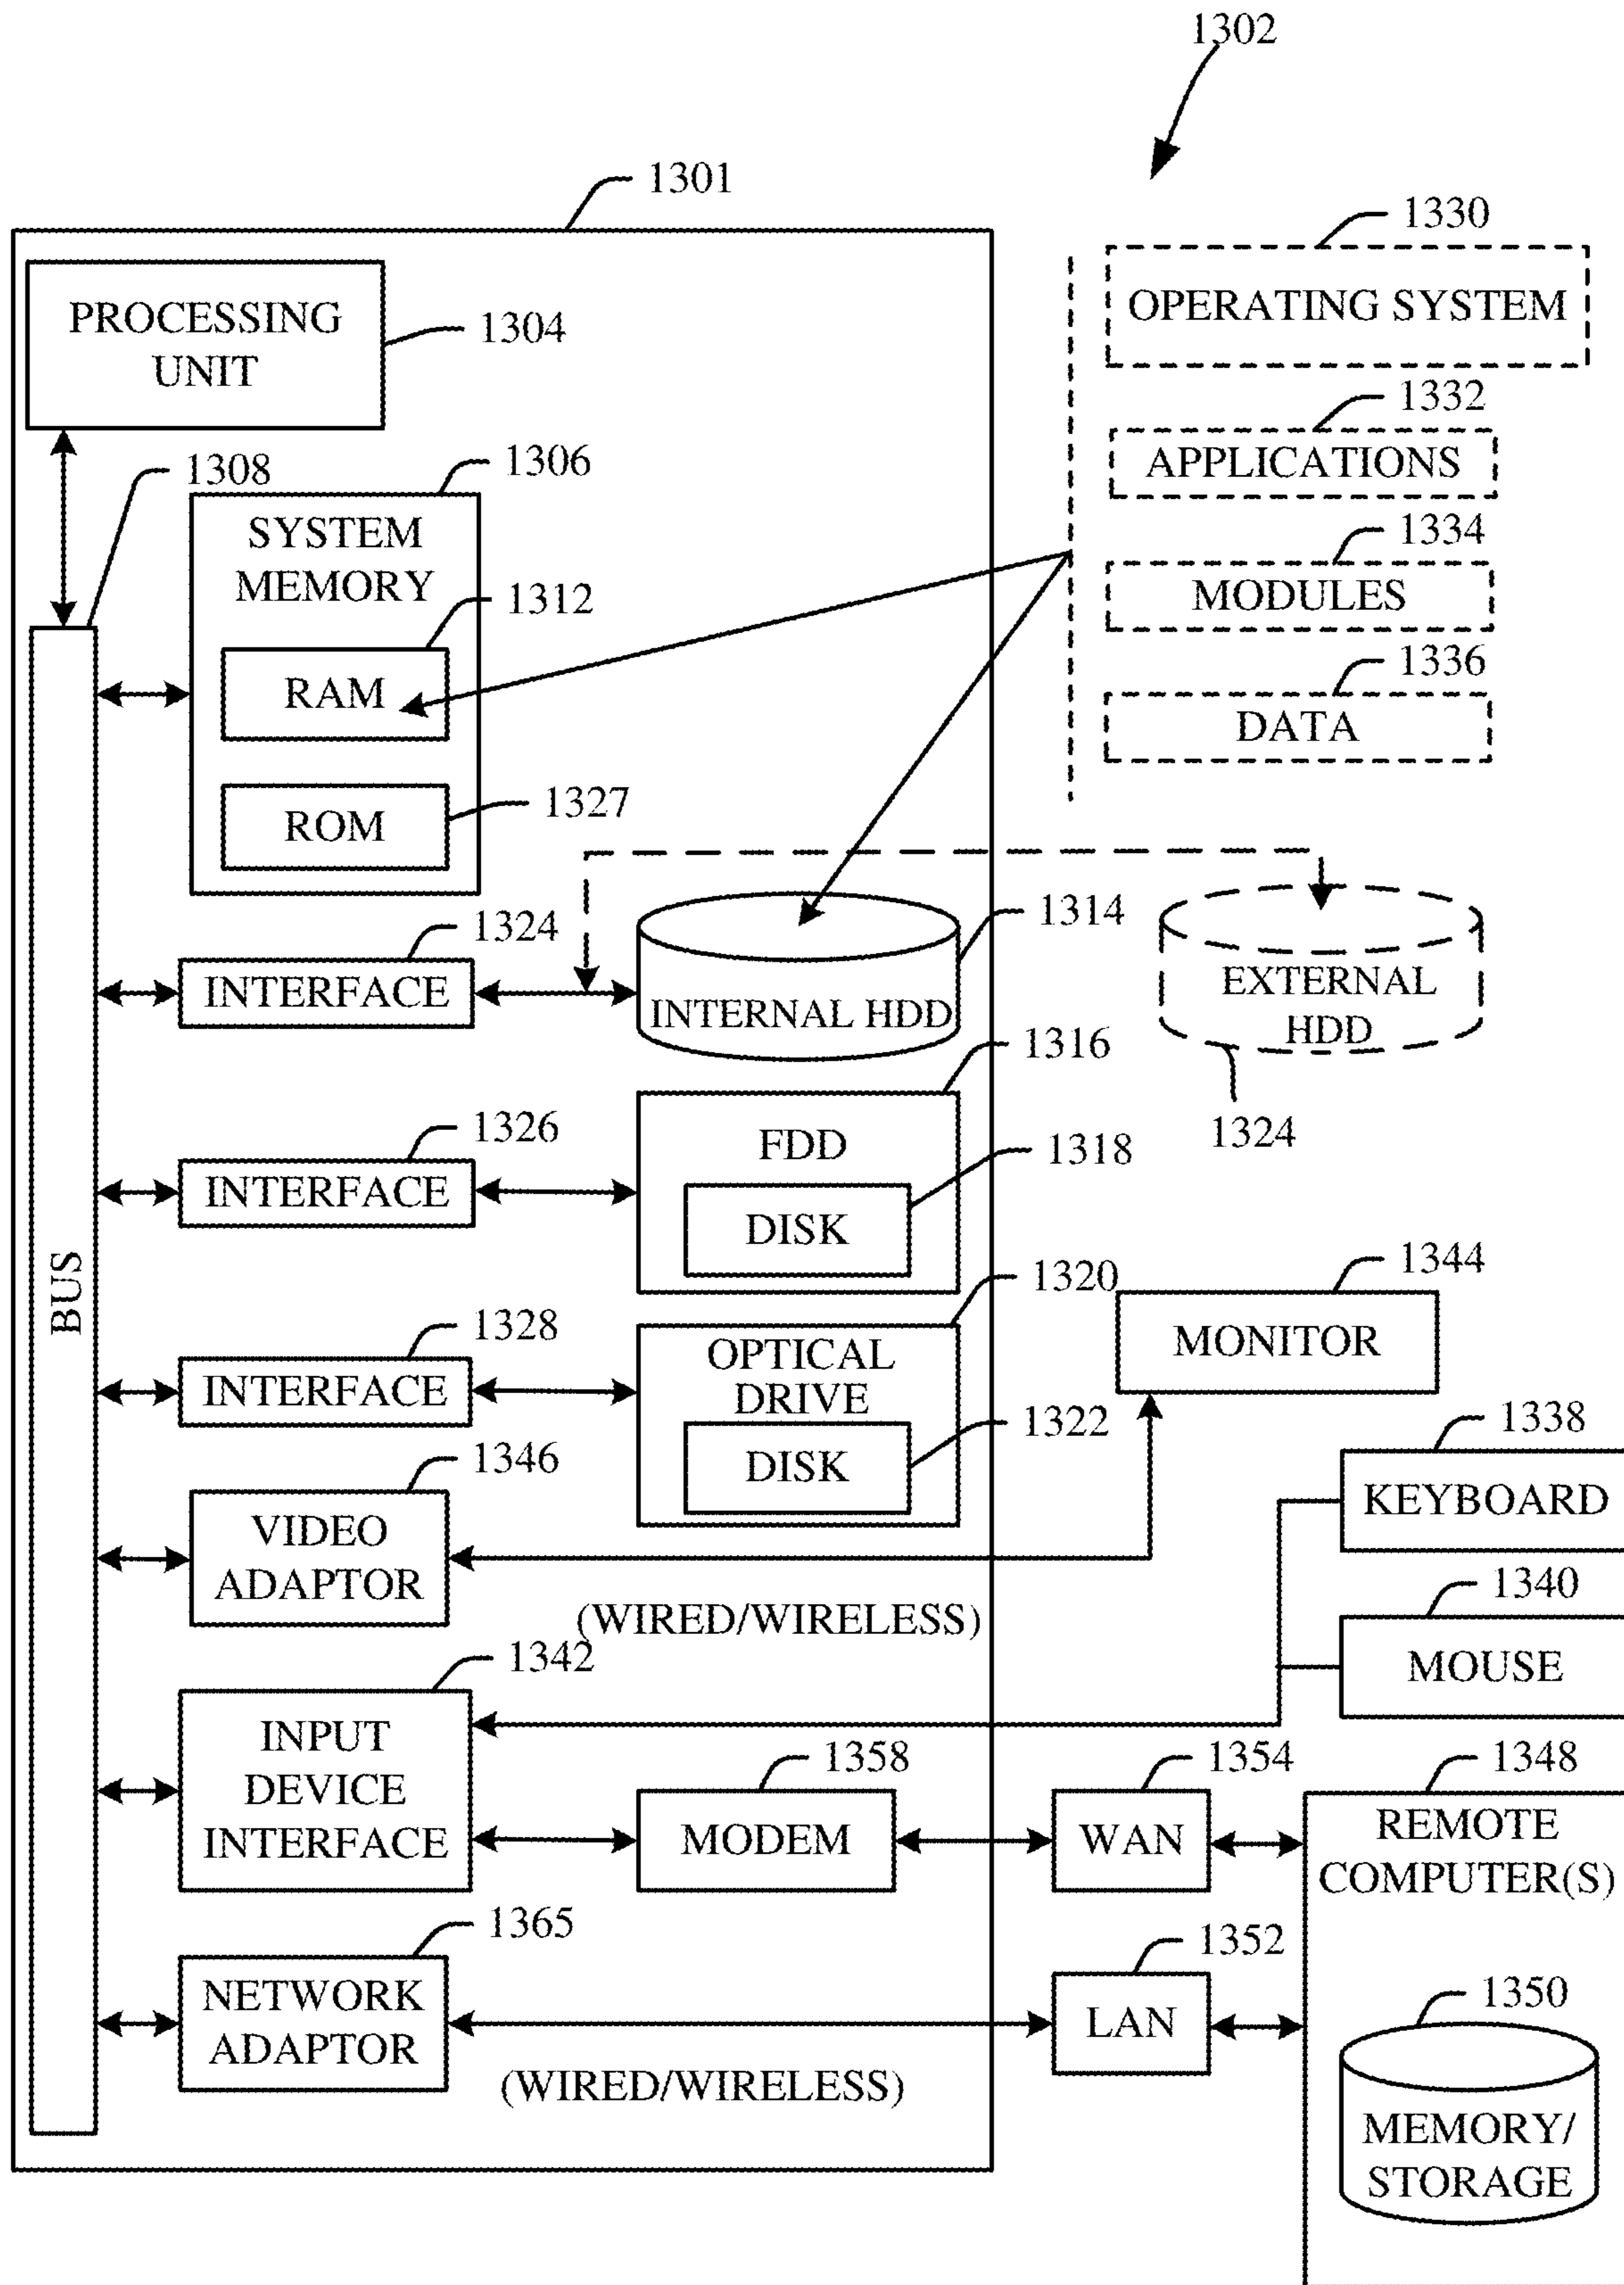 1302
1301
1330
OPERATING SYSTEM
PROCESSING
UNIT
1304
1332
APPLICATIONS
1308
1306
SYSTEM
MEMORY
1334
MODULES
1312
RAM
1336
DATA
1327
ROM
1324
INTERFACE
1314
INTERNAL HDD
EXTERNAL
HDD
1324
1316
FDD
1326
INTERFACE
1318
DISK
BUS
1320
OPTICAL
DRIVE
1328
INTERFACE
1322
DISK
1344
MONITOR
1346
VIDEO
ADAPTOR
(WIRED/WIRELESS)
1338
KEYBOARD
1340
MOUSE
1342
INPUT
DEVICE
INTERFACE
1358
MODEM
1354
WAN
1348
REMOTE
COMPUTER(S)
1365
NETWORK
ADAPTOR
(WIRED/WIRELESS)
1352
LAN
1350
MEMORY/
STORAGE